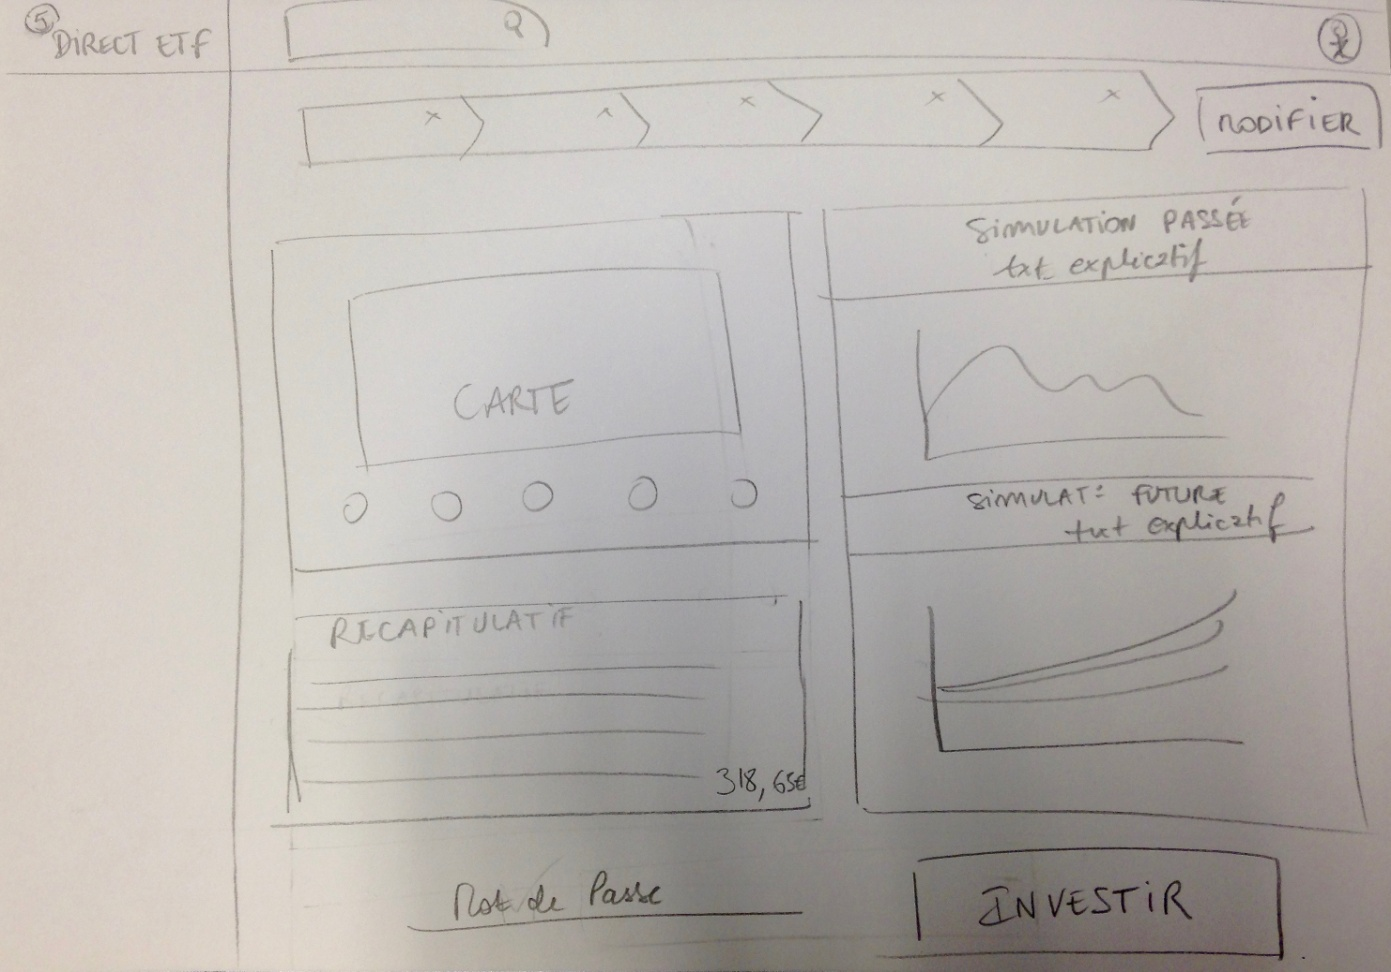 5
DIRECT ETF
x x x x x
MODIFIER
CARTE
RECAPITULATIF
318,65€
SIMULATION PASSÉE
txt explicatif
SIMULAT: FUTURE
txt explicatif
Mot de Passe
INVESTIR